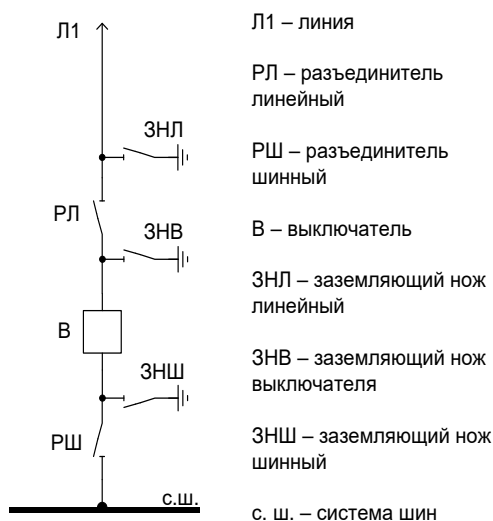 Л1
ЗНЛ
РЛ
ЗНВ
В
ЗНШ
РШ
с.ш.
Л1 – линия
РЛ – разъединитель
линейный
РШ – разъединитель
шинный
В – выключатель
ЗНЛ – заземляющий нож
линейный
ЗНВ – заземляющий нож
выключателя
ЗНШ – заземляющий нож
шинный
с. ш. – система шин